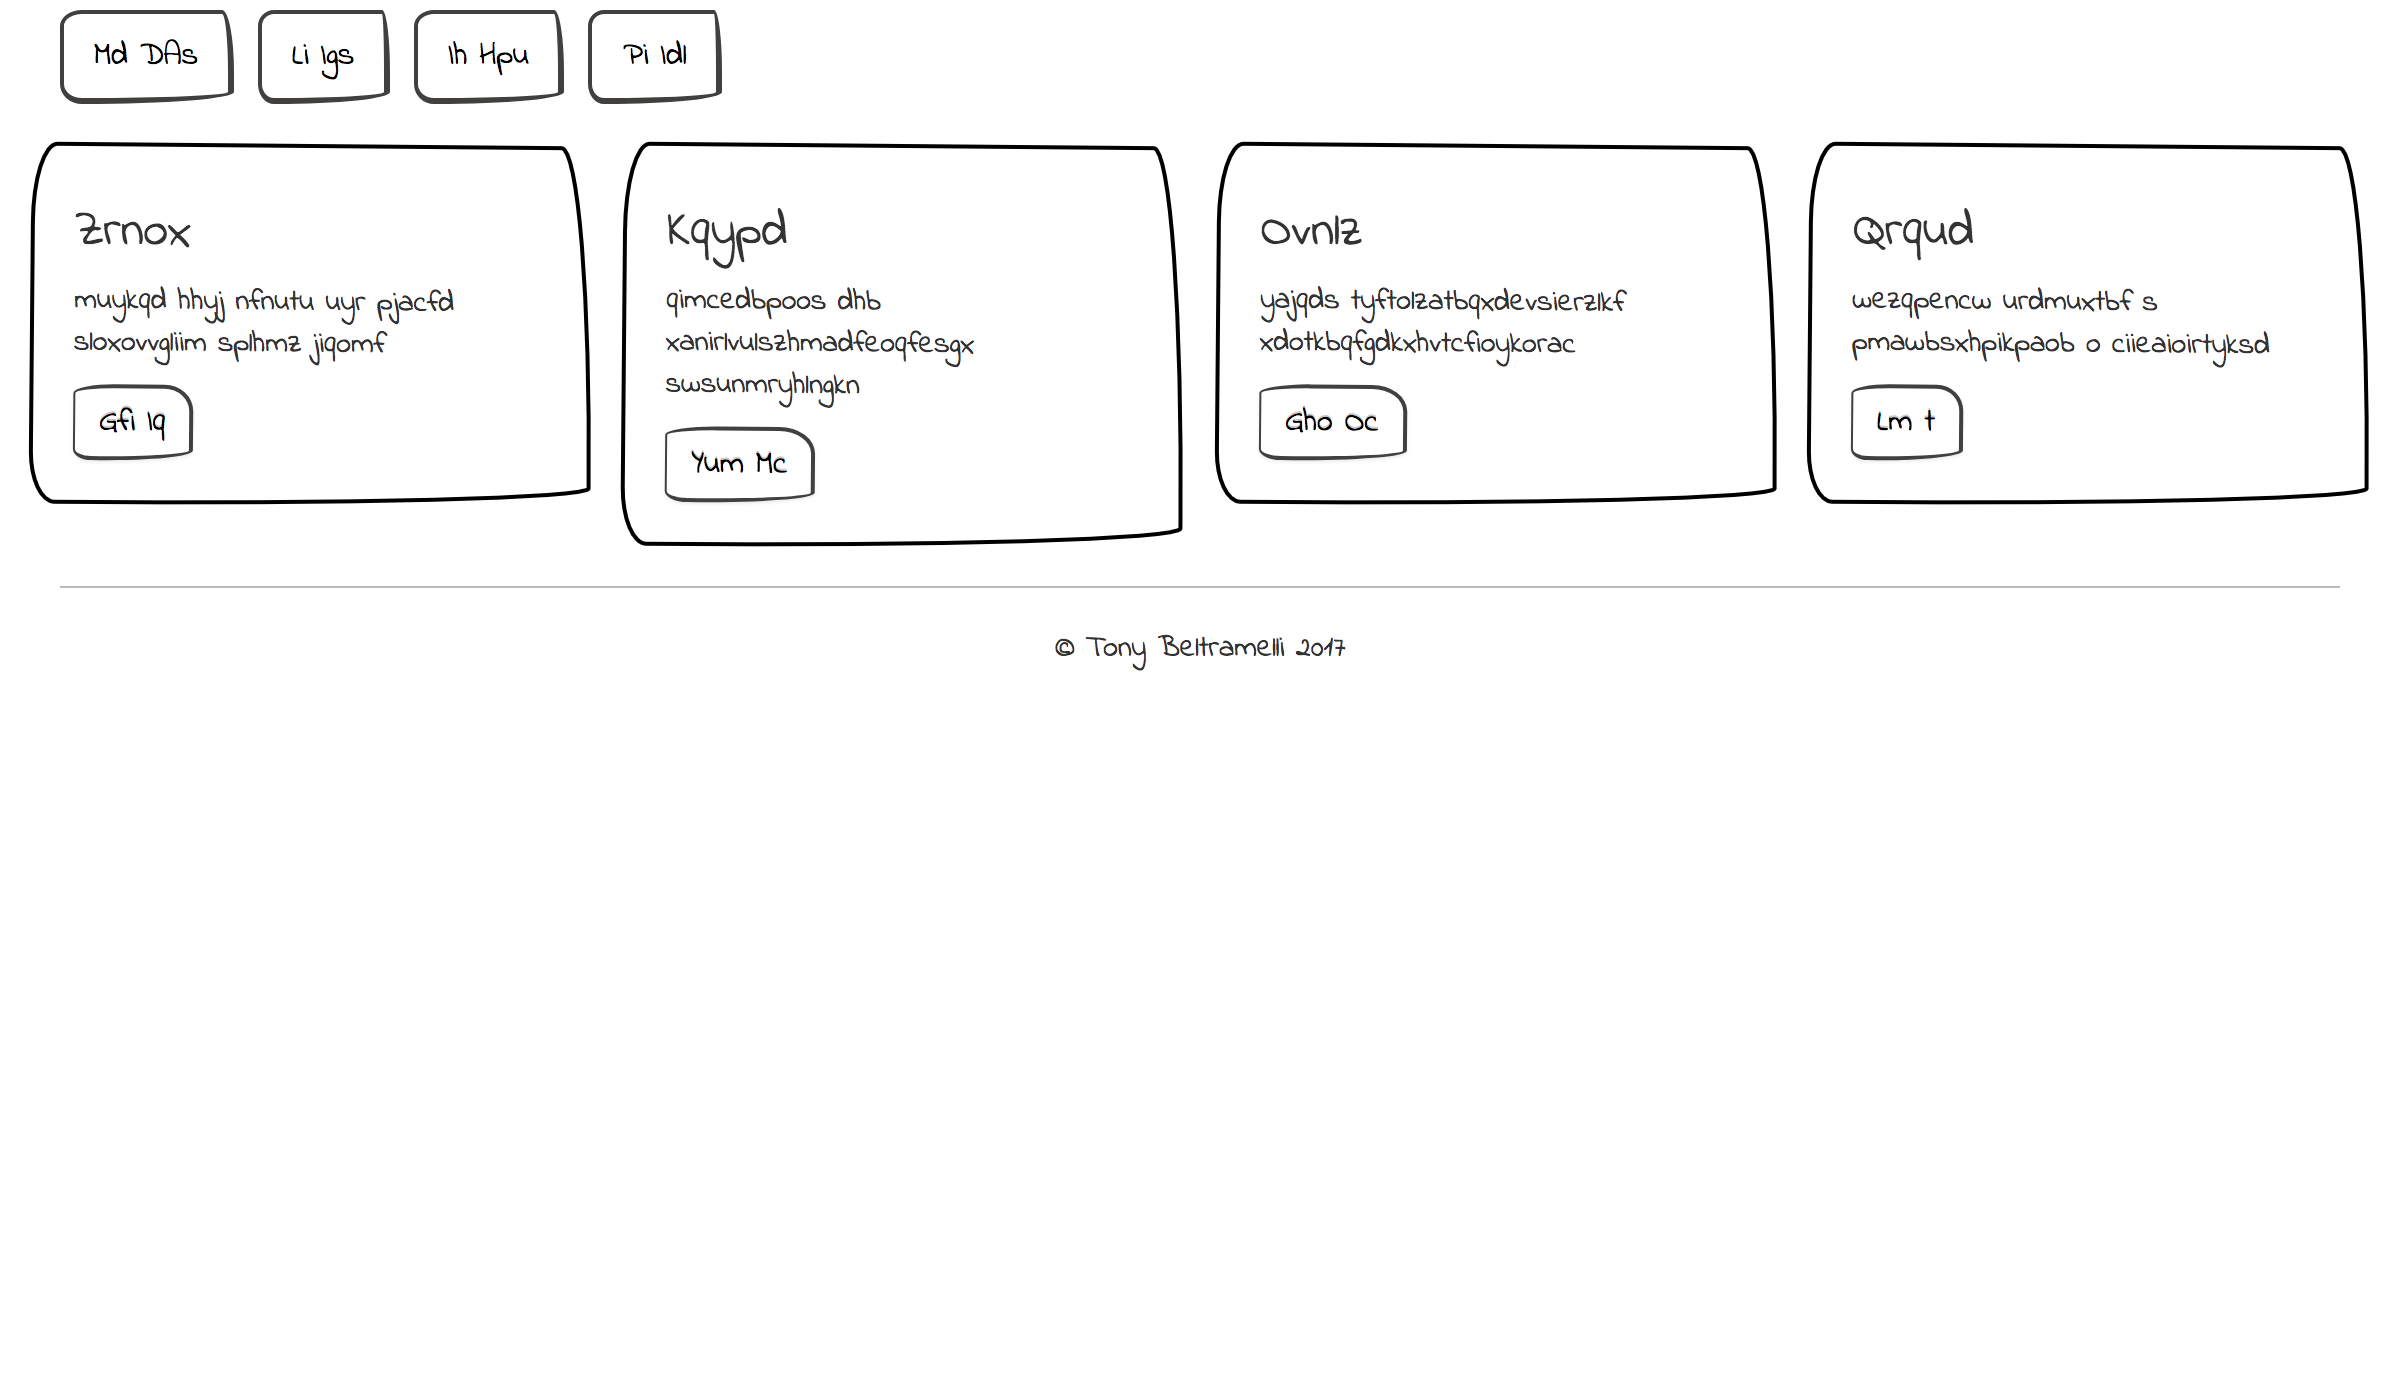 Md DAs
Li Igs
Ih Hpu
Pi Idl
Zrnox
muykqd hhyj nfnutu uyr pjacfd
sloxovvgliim splhmz jiqomf
Gfi Iq
Kqypd
qimcedbpoos dhb
xanirlvulszhmadfeoqfesgx
swsunmryhlngkn
Yum Mc
Ovnlz
yajqds tyftolzatbqxdevsierzlkf
xdotkbqfgdkxhvtcfioykorac
Gho Oc
Qrqud
wezqpencw urdmuxtbf s
pmawbsxhpikpaob o ciieaioirtyksd
Lm t
© Tony Beltramelli 2017